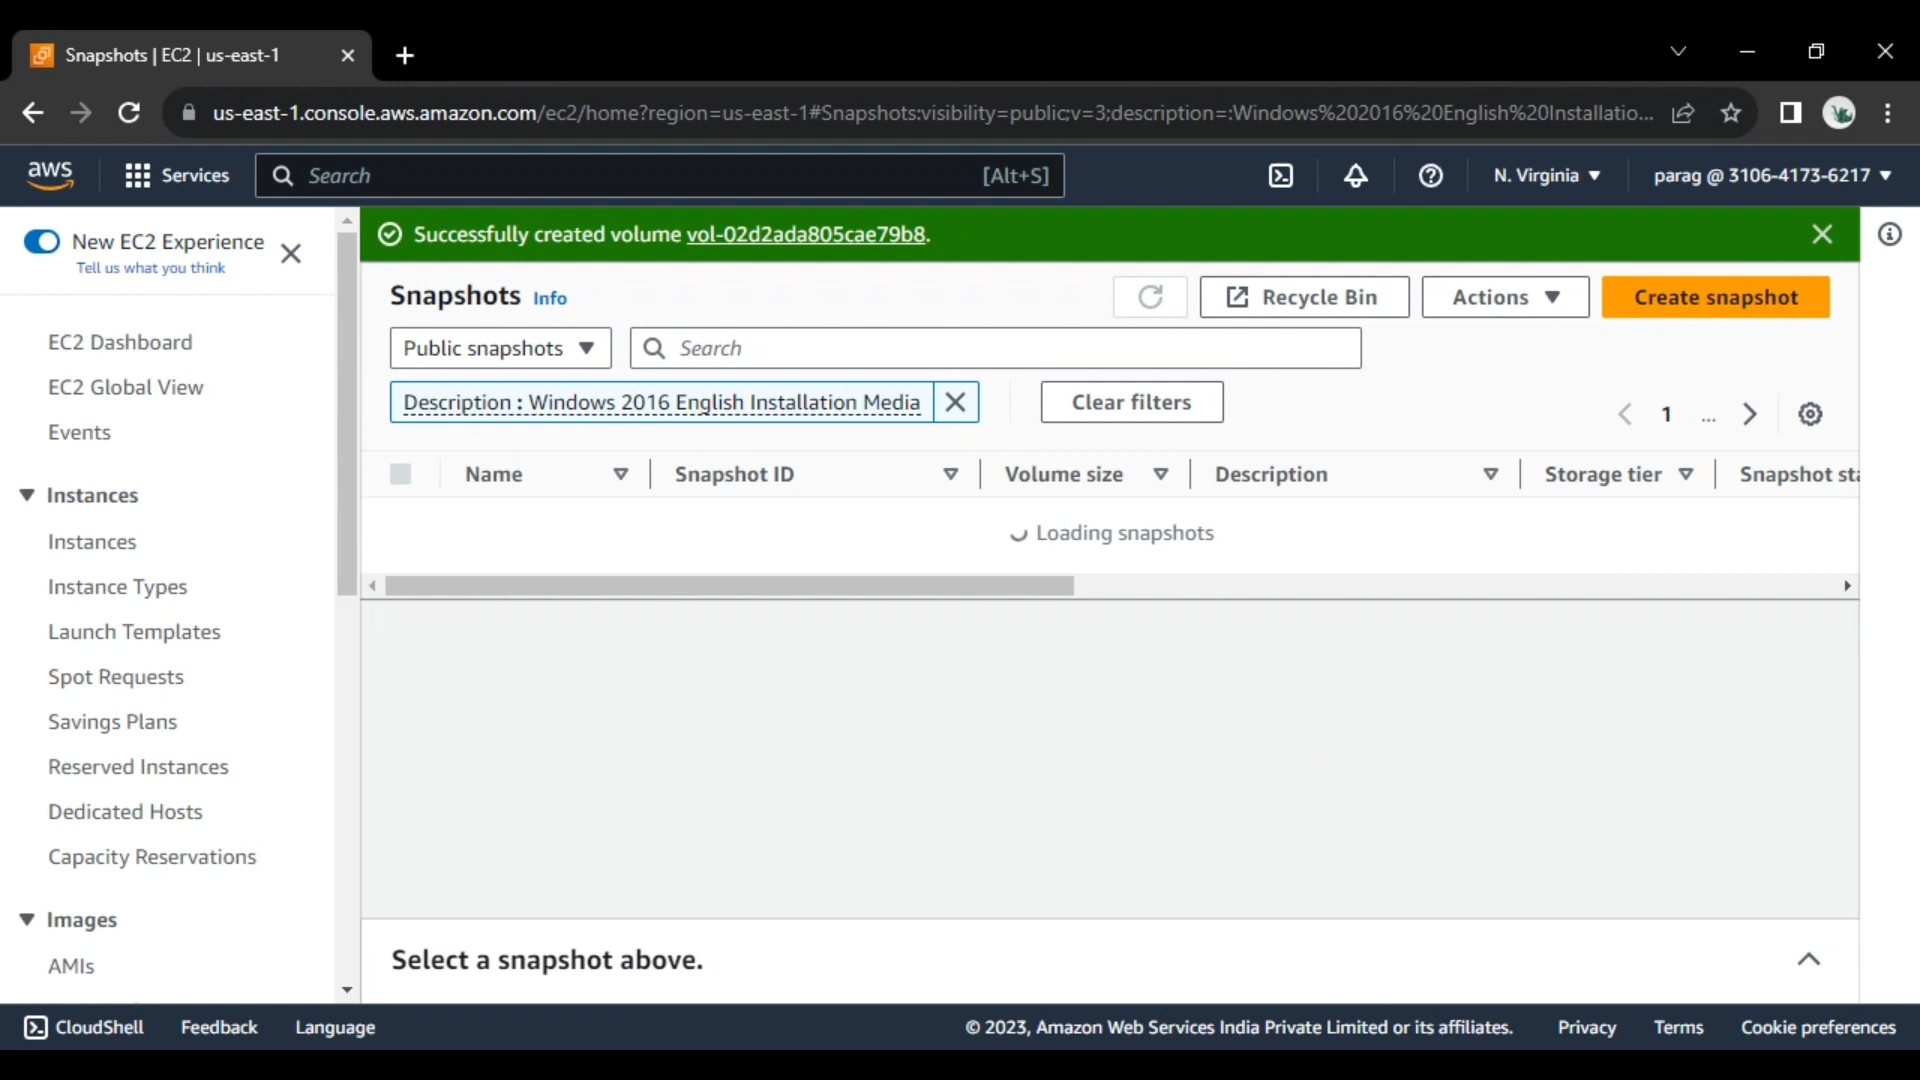 Snapshots | EC2 | us-east-1
us-east-1.console.aws.amazon.com/ec2/home?region=us-east-1#Snapshots:visibility=public;v=3;description=:Windows%202016%20English%20Installatio...
aws
Services
Search
[Alt+S]
N. Virginia
parag @ 3106-4173-6217
New EC2 Experience
Tell us what you think
Successfully created volume vol-02d2ada805cae79b8.
Snapshots Info
Recycle Bin
Actions
Create snapshot
Public snapshots
Search
Description : Windows 2016 English Installation Media
Clear filters
1 ...
Name
Snapshot ID
Volume size
Description
Storage tier
Snapshot sta
Loading snapshots
EC2 Dashboard
EC2 Global View
Events
Instances
Instances
Instance Types
Launch Templates
Spot Requests
Savings Plans
Reserved Instances
Dedicated Hosts
Capacity Reservations
Images
AMIs
Select a snapshot above.
CloudShell
Feedback
Language
© 2023, Amazon Web Services India Private Limited or its affiliates.
Privacy
Terms
Cookie preferences